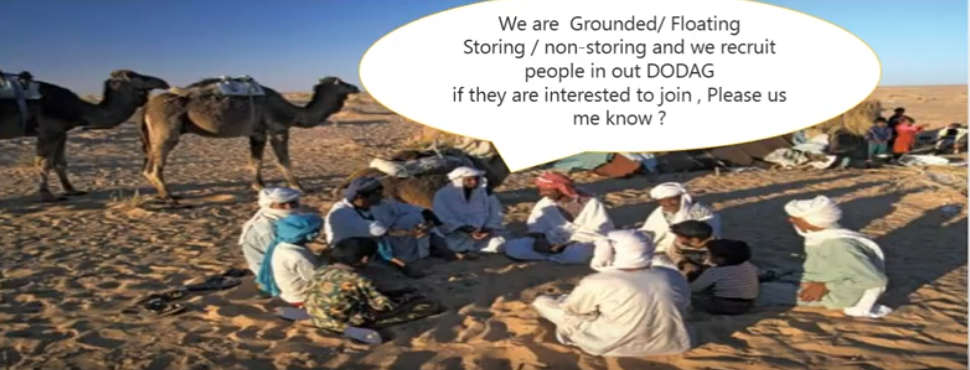 We are Grounded/ Floating
Storing / non-storing and we recruit
people in out DODAG
if they are interested to join , Please us
me know ?